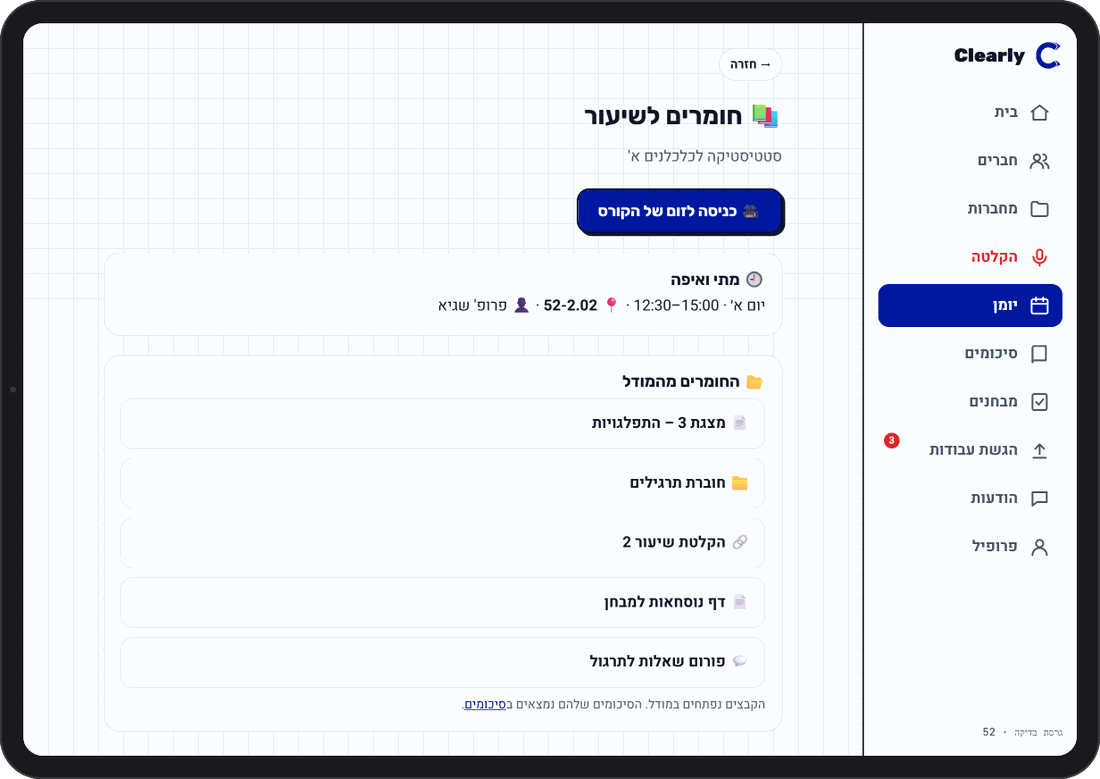 Clearly
בית
חברים
מחברות
הקלטה
יומן
סיכומים
מבחנים
הגשת עבודות
3
הודעות
פרופיל
גרסת בדיקה · 52
→ חזרה
📚 חומרים לשיעור
סטטיסטיקה לכלכלנים א'
🎥 כניסה לזום של הקורס
🕘 מתי ואיפה
יום א׳ · 12:30–15:00 · 📍 52-2.02 · 👤 פרופ' שגיא
📂 החומרים מהמודל
📄 מצגת 3 – התפלגויות
📁 חוברת תרגילים
🔗 הקלטת שיעור 2
📄 דף נוסחאות למבחן
💬 פורום שאלות לתרגול
הקבצים נפתחים במודל. הסיכומים שלהם נמצאים בסיכומים.